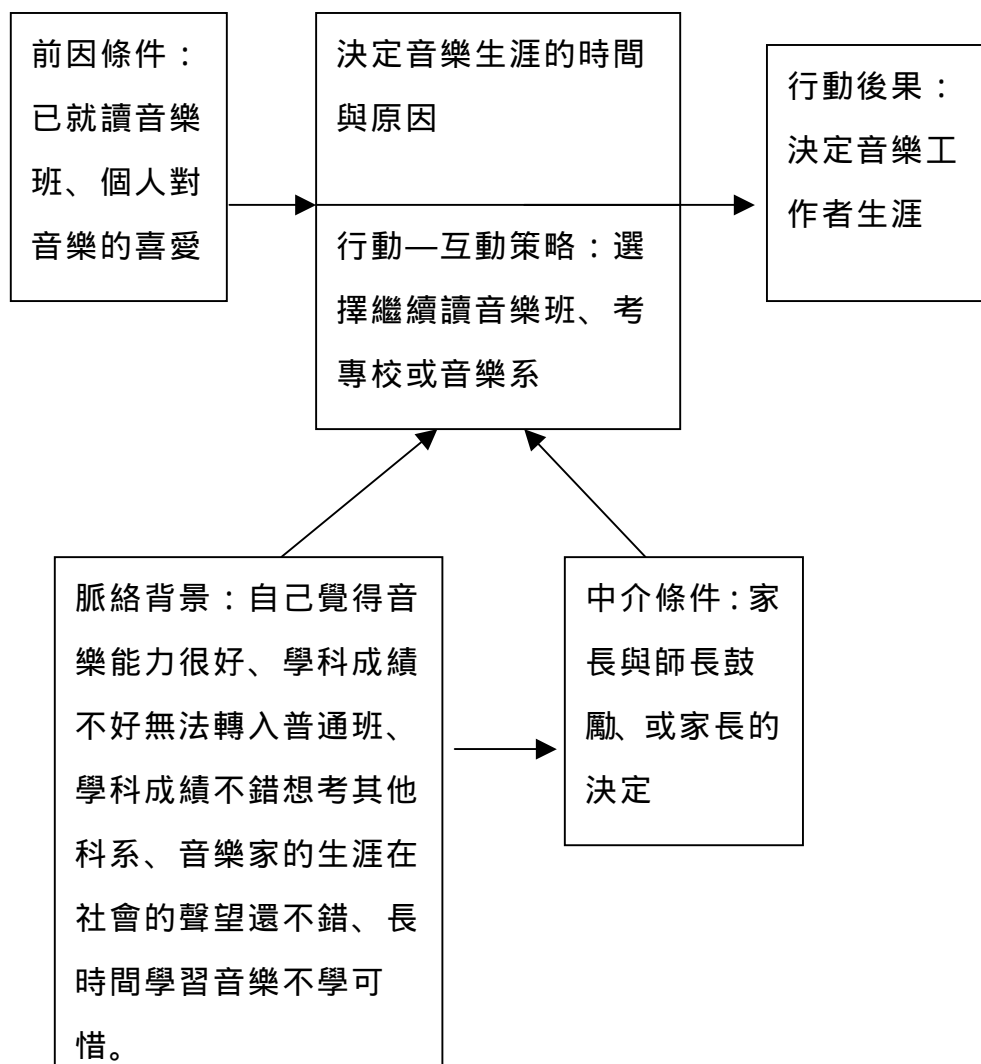 前因條件：
已就讀音樂
班、個人對
音樂的喜愛
決定音樂生涯的時間
與原因
行動—互動策略：選
擇繼續讀音樂班、考
專校或音樂系
行動後果：
決定音樂工
作者生涯
脈絡背景：自己覺得音
樂能力很好、學科成績
不好無法轉入普通班、
學科成績不錯想考其他
科系、音樂家的生涯在
社會的聲望還不錯、長
時間學習音樂不學可
惜。
中介條件：家
長與師長鼓
勵、或家長的
決定